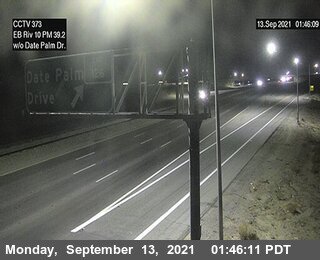 CCTV 373
EB Riv 10 PM 39.2
w/o Date Palm Dr.
13.Sep 2021 01:46:09
Date Palm
Drive
126
Monday, September 13, 2021 01:46:11 PDT